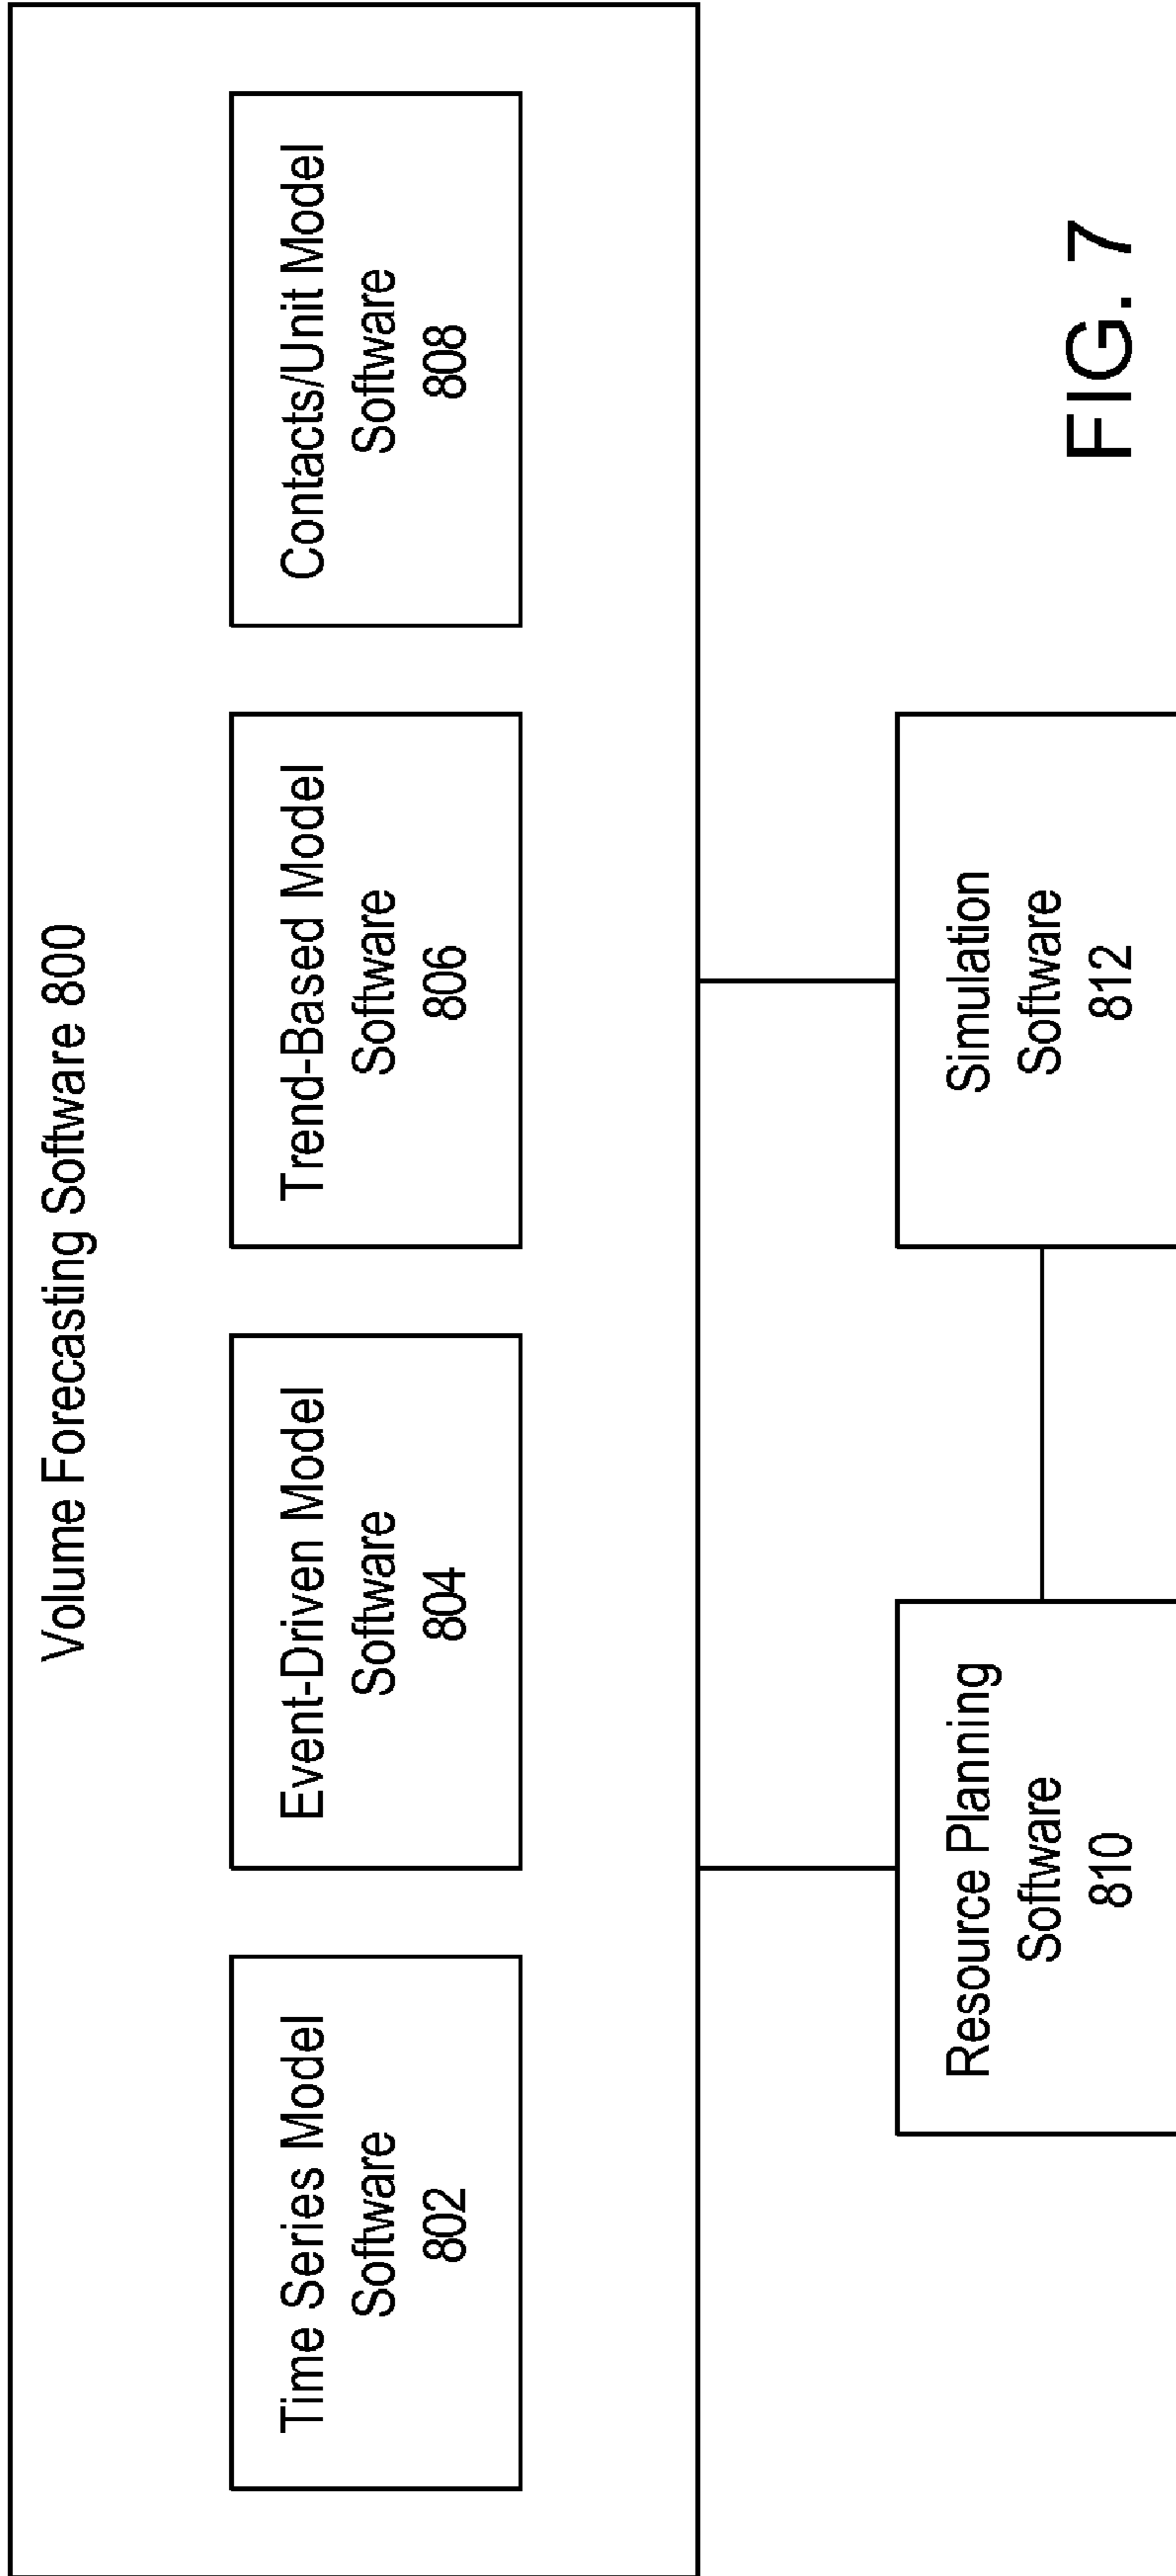 Volume Forecasting Software 800
Time Series Model
Software
802
Event-Driven Model
Software
804
Trend-Based Model
Software
806
Contacts/Unit Model
Software
808
Resource Planning
Software
810
Simulation
Software
812
FIG. 7